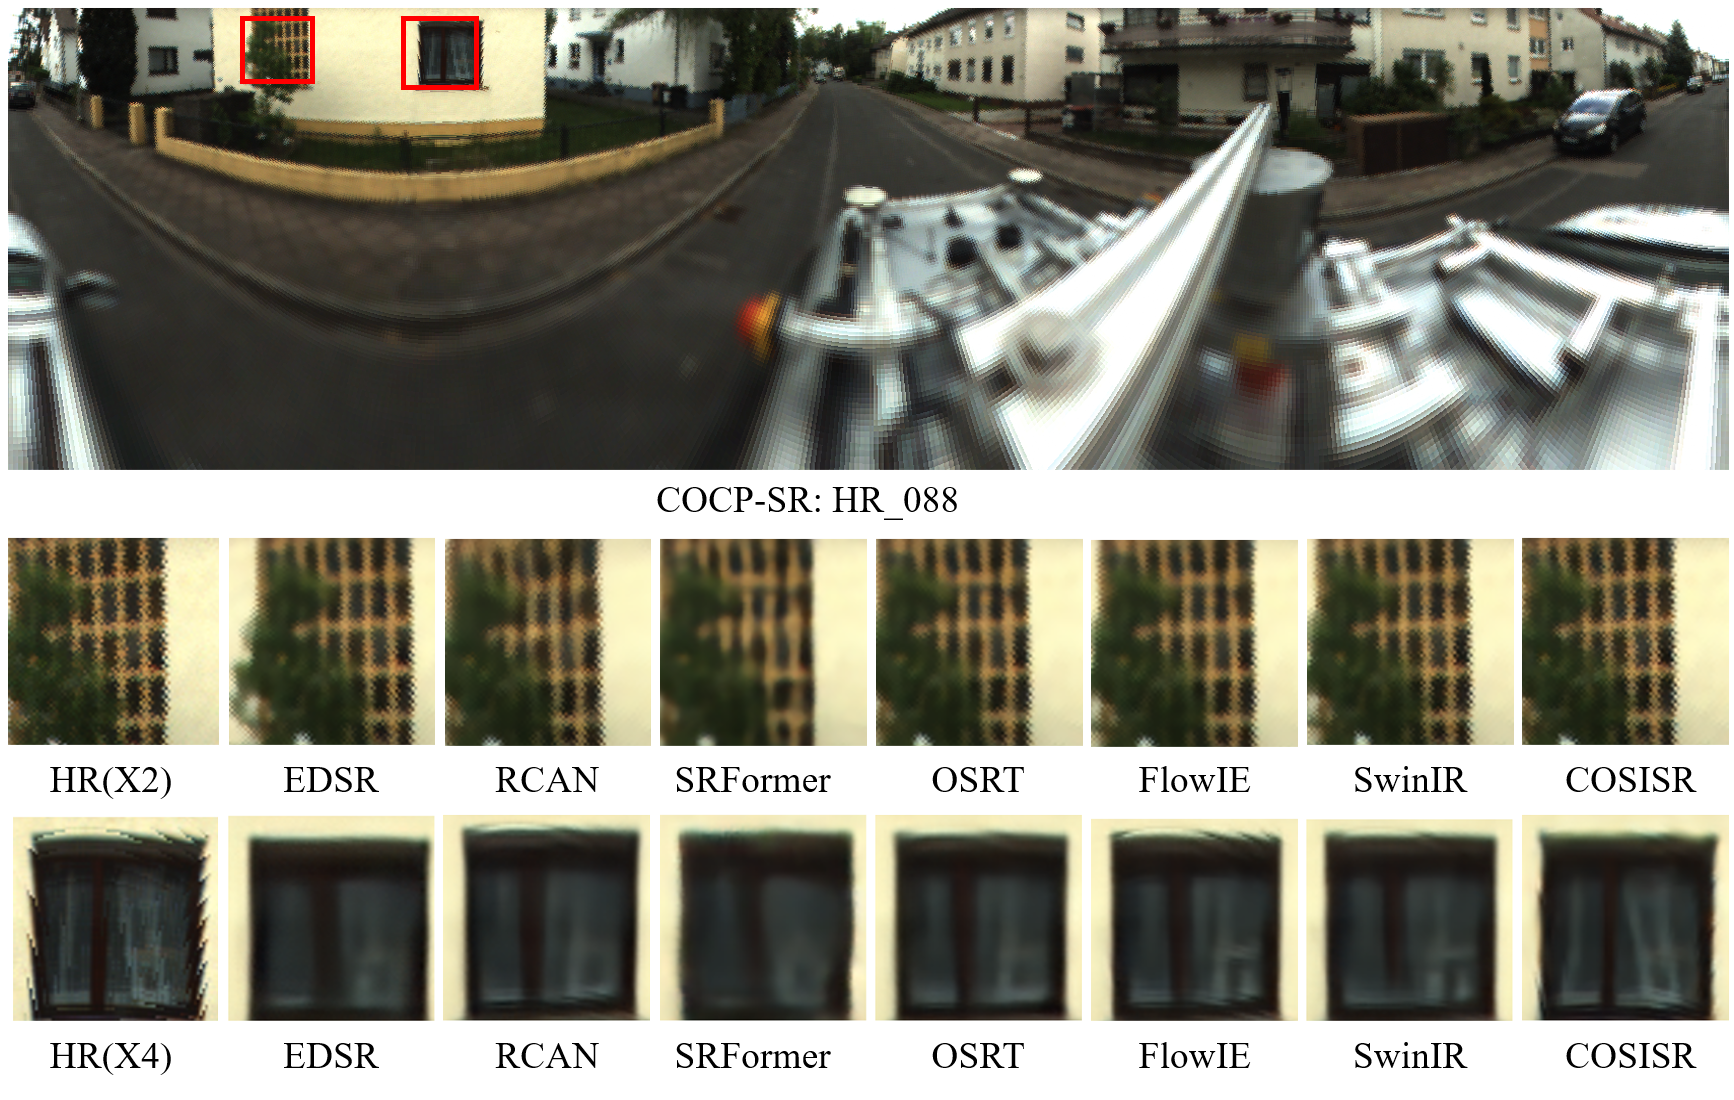 COCP-SR: HR_088
HR(X2) EDSR RCAN SRFormer OSRT FlowIE SwinIR COSISR
HR(X4) EDSR RCAN SRFormer OSRT FlowIE SwinIR COSISR